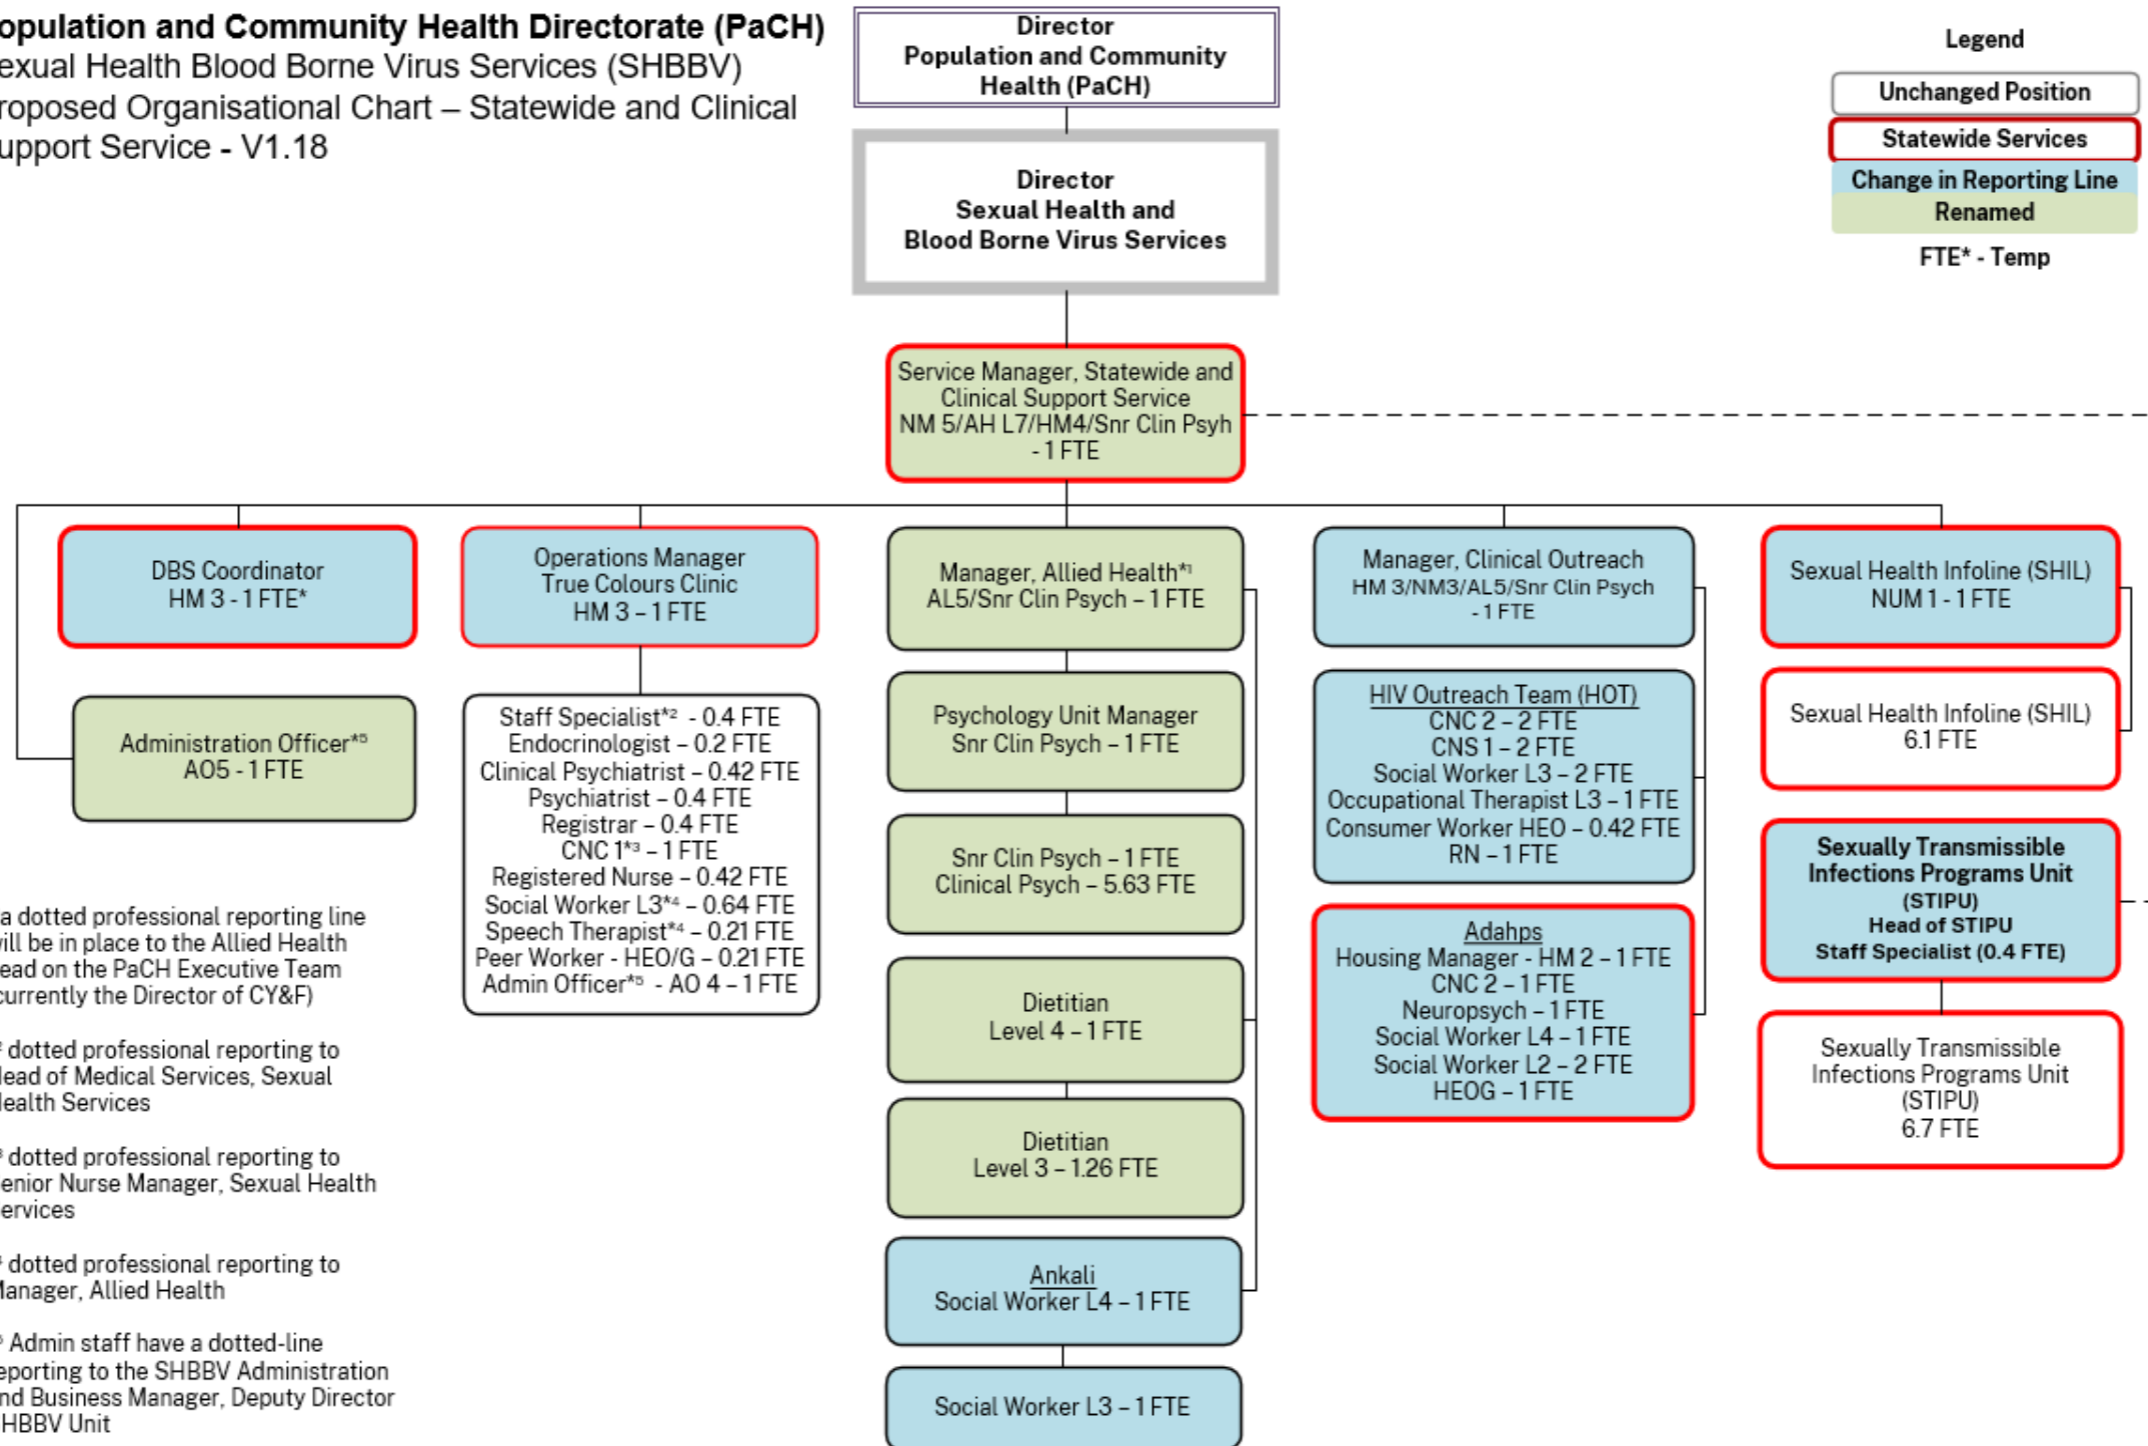 opulation and Community Health Directorate (PaCH)
exual Health Blood Borne Virus Services (SHBBV)
roposed Organisational Chart – Statewide and Clinical
upport Service - V1.18
Director
Population and Community
Health (PaCH)
Director
Sexual Health and
Blood Borne Virus Services
Legend
Unchanged Position
Statewide Services
Change in Reporting Line
Renamed
FTE* - Temp
Service Manager, Statewide and
Clinical Support Service
NM 5/AH L7/HM4/Snr Clin Psyh
- 1 FTE
DBS Coordinator
HM 3 - 1 FTE*
Administration Officer*⁵
AO5 - 1 FTE
Operations Manager
True Colours Clinic
HM 3 – 1 FTE
Staff Specialist*² - 0.4 FTE
Endocrinologist – 0.2 FTE
Clinical Psychiatrist – 0.42 FTE
Psychiatrist – 0.4 FTE
Registrar – 0.4 FTE
CNC 1*³ – 1 FTE
Registered Nurse – 0.42 FTE
Social Worker L3*⁴ – 0.64 FTE
Speech Therapist*⁴ – 0.21 FTE
Peer Worker - HEO/G – 0.21 FTE
Admin Officer*⁵ - AO 4 – 1 FTE
Manager, Allied Health*¹
AL5/Snr Clin Psych – 1 FTE
Psychology Unit Manager
Snr Clin Psych – 1 FTE
Snr Clin Psych – 1 FTE
Clinical Psych – 5.63 FTE
Dietitian
Level 4 – 1 FTE
Dietitian
Level 3 – 1.26 FTE
Ankali
Social Worker L4 – 1 FTE
Social Worker L3 – 1 FTE
Manager, Clinical Outreach
HM 3/NM3/AL5/Snr Clin Psych
- 1 FTE
HIV Outreach Team (HOT)
CNC 2 – 2 FTE
CNS 1 – 2 FTE
Social Worker L3 – 2 FTE
Occupational Therapist L3 – 1 FTE
Consumer Worker HEO – 0.42 FTE
RN – 1 FTE
Adahps
Housing Manager - HM 2 – 1 FTE
CNC 2 – 1 FTE
Neuropsych – 1 FTE
Social Worker L4 – 1 FTE
Social Worker L2 – 2 FTE
HEOG – 1 FTE
Sexual Health Infoline (SHIL)
NUM 1 - 1 FTE
Sexual Health Infoline (SHIL)
6.1 FTE
Sexually Transmissible
Infections Programs Unit
(STIPU)
Head of STIPU
Staff Specialist (0.4 FTE)
Sexually Transmissible
Infections Programs Unit
(STIPU)
6.7 FTE
a dotted professional reporting line
ill be in place to the Allied Health
ead on the PaCH Executive Team
currently the Director of CY&F)
² dotted professional reporting to
ead of Medical Services, Sexual
ealth Services
³ dotted professional reporting to
enior Nurse Manager, Sexual Health
ervices
⁴ dotted professional reporting to
anager, Allied Health
⁵ Admin staff have a dotted-line
eporting to the SHBBV Administration
nd Business Manager, Deputy Director
HBBV Unit